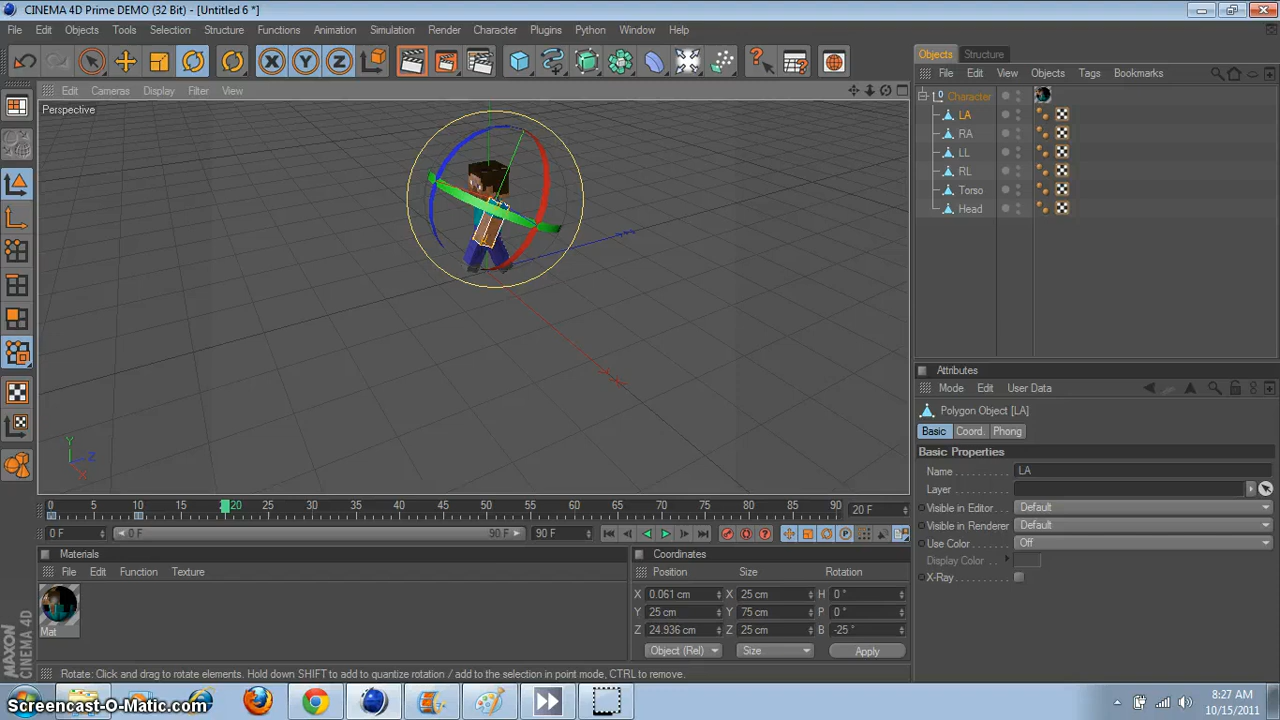 CINEMA 4D Prime DEMO (32 Bit) - [Untitled 6 *]
File Edit Objects Tools Selection Structure Functions Animation Simulation Render Character Plugins Python Window Help
X Y Z
Objects Structure
File Edit View Objects Tags Bookmarks
Edit Cameras Display Filter View
Perspective
Character
LA
RA
LL
RL
Torso
Head
Attributes
Mode Edit User Data
Polygon Object [LA]
Basic Coord. Phong
Basic Properties
Name LA
Layer
Visible in Editor Default
Visible in Renderer Default
Use Color Off
Display Color
X-Ray
Y
Z
X
0 5 10 15 20 25 30 35 40 45 50 55 60 65 70 75 80 85 90 20 F
0 F 0 F 90 F 90 F
Materials
File Edit Function Texture
Mat
Coordinates
Position Size Rotation
X 0.061 cm X 25 cm H 0 °
Y 25 cm Y 75 cm P 0 °
Z 24.936 cm Z 25 cm B -25 °
Object (Rel) Size Apply
MAXON
CINEMA 4D
Rotate: Click and drag to rotate elements. Hold down SHIFT to add to quantize rotation / add to the selection in point mode, CTRL to remove.
Screencast-O-Matic.com
8:27 AM
10/15/2011